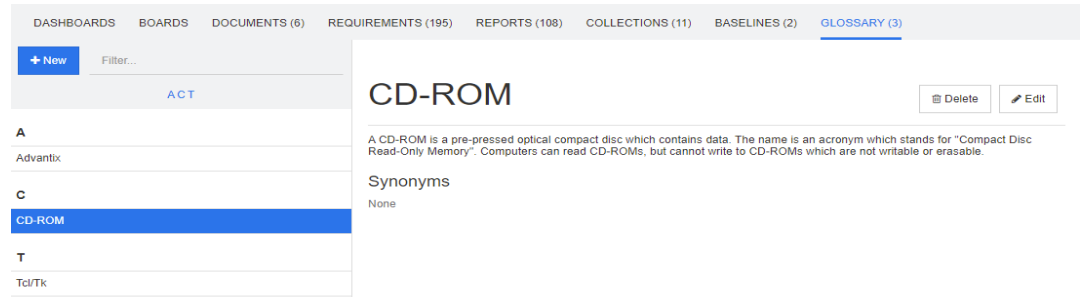 DASHBOARDS BOARDS DOCUMENTS (6) REQUIREMENTS (195) REPORTS (108) COLLECTIONS (11) BASELINES (2) GLOSSARY (3)
+ New Filter...
A C T
A
Advantix
C
CD-ROM
T
Tcl/Tk
CD-ROM
Delete Edit
A CD-ROM is a pre-pressed optical compact disc which contains data. The name is an acronym which stands for "Compact Disc
Read-Only Memory". Computers can read CD-ROMs, but cannot write to CD-ROMs which are not writable or erasable.
Synonyms
None